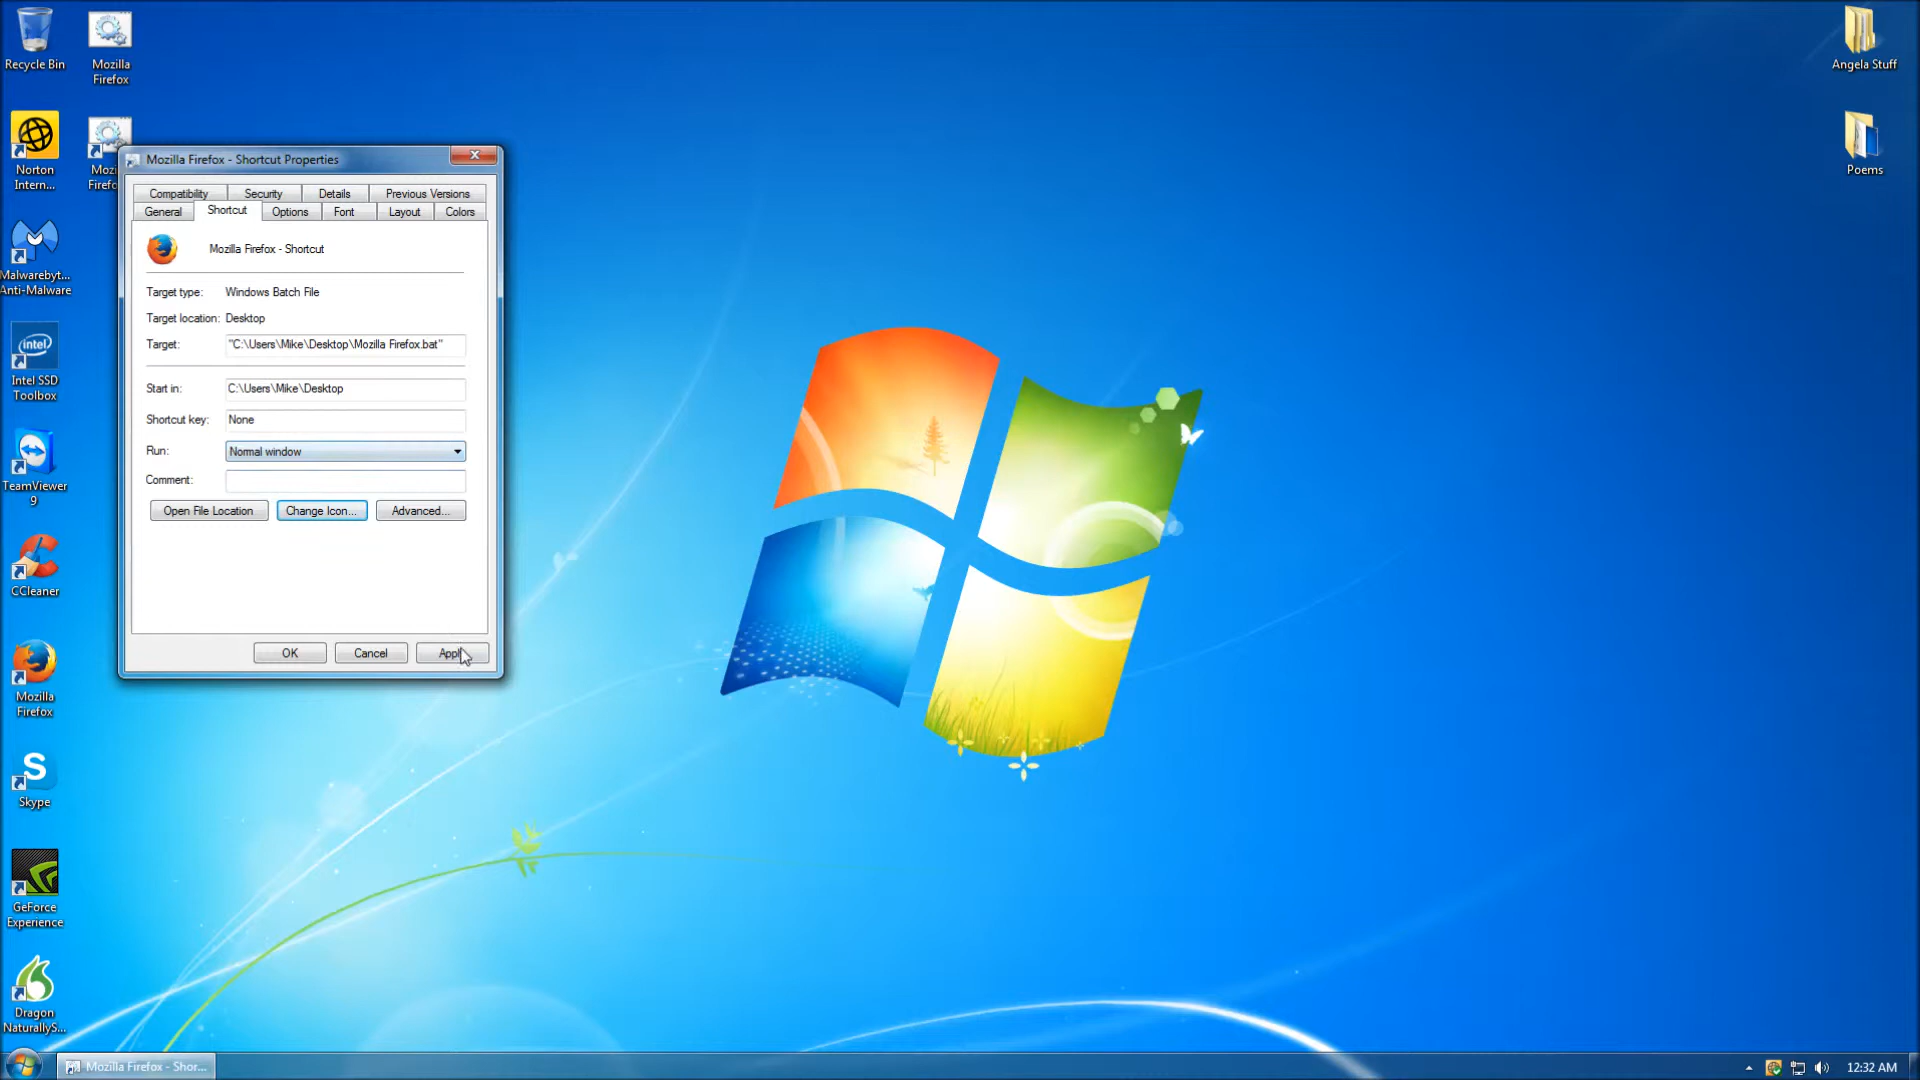 Recycle Bin
Mozilla
Firefox
Angela Stuff
Norton
Intern...
Poems
Mozilla Firefox - Shortcut Properties
Compatibility
Security
Details
Previous Versions
General
Shortcut
Options
Font
Layout
Colors
Mozilla Firefox - Shortcut
Target type: Windows Batch File
Target location: Desktop
Target: "C:\Users\Mike\Desktop\Mozilla Firefox.bat"
Start in: C:\Users\Mike\Desktop
Shortcut key: None
Run: Normal window
Comment:
Open File Location
Change Icon...
Advanced...
OK
Cancel
Malwarebyt...
Anti-Malware
intel
Intel SSD
Toolbox
TeamViewer
9
CCleaner
Mozilla
Firefox
S
Skype
GeForce
Experience
Dragon
NaturallyS...
Mozilla Firefox - Shor...
12:32 AM